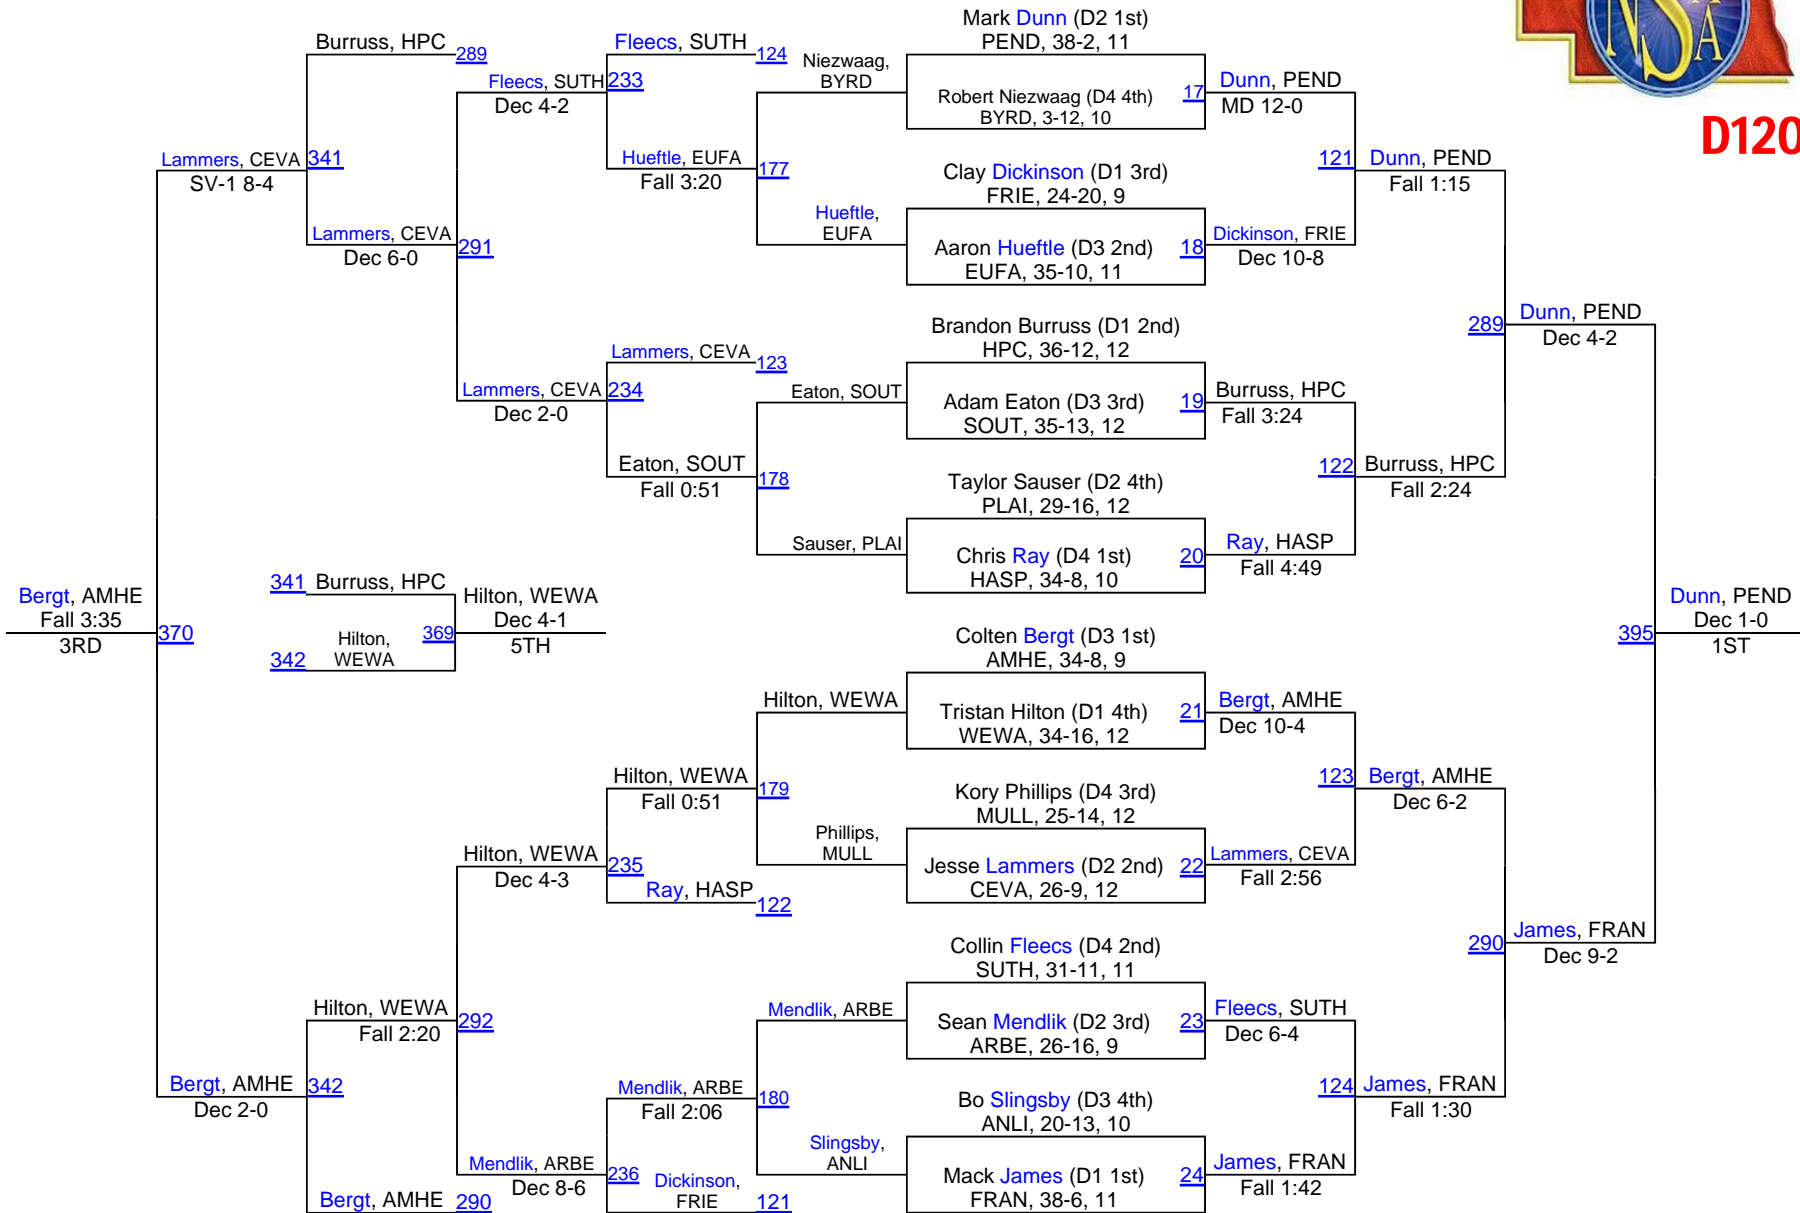 Mark Dunn (D2 1st)
PEND, 38-2, 11
Burruss, HPC
289
Fleecs, SUTH
124
Niezwaag,
BYRD
Fleecs, SUTH
233
Dec 4-2
Robert Niezwaag (D4 4th)
BYRD, 3-12, 10
17
Dunn, PEND
MD 12-0
D120
Lammers, CEVA
341
SV-1 8-4
Hueftle, EUFA
177
Fall 3:20
Clay Dickinson (D1 3rd)
FRIE, 24-20, 9
121
Dunn, PEND
Fall 1:15
Lammers, CEVA
291
Dec 6-0
Hueftle,
EUFA
Aaron Hueftle (D3 2nd)
EUFA, 35-10, 11
18
Dickinson, FRIE
Dec 10-8
Brandon Burruss (D1 2nd)
HPC, 36-12, 12
289
Dunn, PEND
Dec 4-2
Lammers, CEVA
123
Lammers, CEVA
234
Dec 2-0
Eaton, SOUT
Adam Eaton (D3 3rd)
SOUT, 35-13, 12
19
Burruss, HPC
Fall 3:24
Eaton, SOUT
178
Fall 0:51
Taylor Sauser (D2 4th)
PLAI, 29-16, 12
122
Burruss, HPC
Fall 2:24
Sauser, PLAI
Chris Ray (D4 1st)
HASP, 34-8, 10
20
Ray, HASP
Fall 4:49
Bergt, AMHE
Fall 3:35
3RD
370
341
Burruss, HPC
342
Hilton,
WEWA
369
Hilton, WEWA
Dec 4-1
5TH
Colten Bergt (D3 1st)
AMHE, 34-8, 9
395
Dunn, PEND
Dec 1-0
1ST
Hilton, WEWA
Tristan Hilton (D1 4th)
WEWA, 34-16, 12
21
Bergt, AMHE
Dec 10-4
Hilton, WEWA
179
Fall 0:51
Kory Phillips (D4 3rd)
MULL, 25-14, 12
123
Bergt, AMHE
Dec 6-2
Hilton, WEWA
235
Dec 4-3
Ray, HASP
122
Phillips,
MULL
Jesse Lammers (D2 2nd)
CEVA, 26-9, 12
22
Lammers, CEVA
Fall 2:56
Collin Fleecs (D4 2nd)
SUTH, 31-11, 11
290
James, FRAN
Dec 9-2
Hilton, WEWA
292
Fall 2:20
Mendlik, ARBE
Sean Mendlik (D2 3rd)
ARBE, 26-16, 9
23
Fleecs, SUTH
Dec 6-4
Bergt, AMHE
342
Dec 2-0
Mendlik, ARBE
180
Fall 2:06
Bo Slingsby (D3 4th)
ANLI, 20-13, 10
124
James, FRAN
Fall 1:30
Mendlik, ARBE
236
Dec 8-6
Slingsby,
ANLI
Mack James (D1 1st)
FRAN, 38-6, 11
24
James, FRAN
Fall 1:42
Bergt, AMHE
290
Dickinson,
FRIE
121